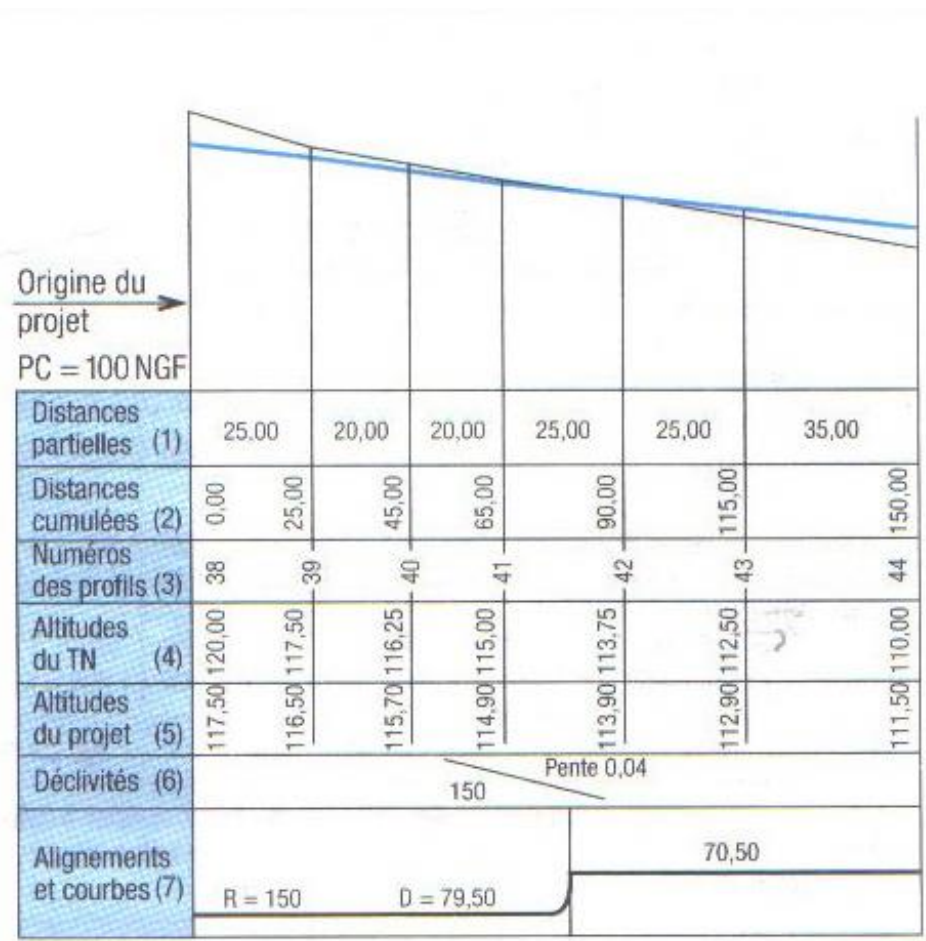 Origine du
projet
PC = 100 NGF
Distances
partielles (1)
25.00 20,00 20,00 25,00 25,00 35,00
Distances
cumulées (2)
0,00 25,00 45,00 65,00 90,00 115,00 150,00
Numéros
des profils (3)
38 39 40 41 42 43 44
Altitudes
du TN (4)
120,00 117,50 116,25 115,00 113.75 112,50 110,00
Altitudes
du projet (5)
117,50 116,50 115,70 114,90 113,90 112,90 111,50
Déclivités (6)
Pente 0,04
150
Alignements
et courbes (7)
70,50
R = 150 D = 79,50